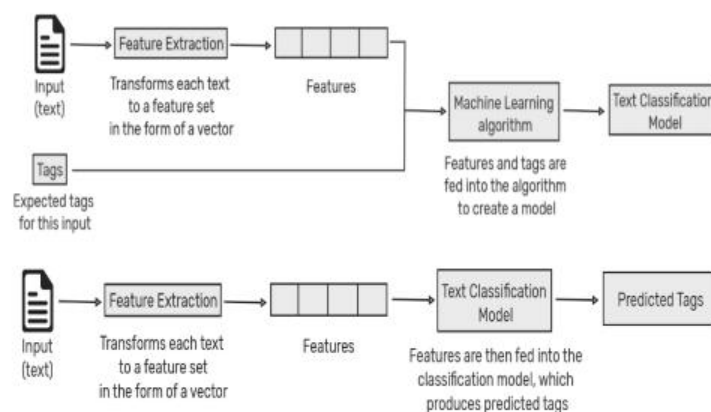 Feature Extraction
Input
(text)
Transforms each text
to a feature set
in the form of a vector
Features
Machine Learning
algorithm
Text Classification
Model
Tags
Expected tags
for this input
Features and tags are
fed into the algorithm
to create a model
Feature Extraction
Input
(text)
Transforms each text
to a feature set
in the form of a vector
Features
Text Classification
Model
Predicted Tags
Features are then fed into the
classification model, which
produces predicted tags